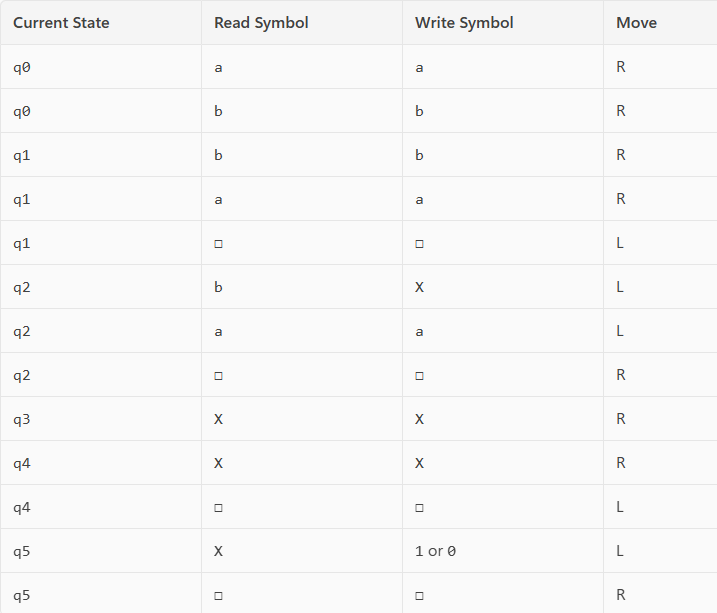 Current State Read Symbol Write Symbol Move
q0 a a R
q0 b b R
q1 b b R
q1 a a R
q1 □ □ L
q2 b X L
q2 a a L
q2 □ □ R
q3 X X R
q4 X X R
q4 □ □ L
q5 X 1 or 0 L
q5 □ □ R